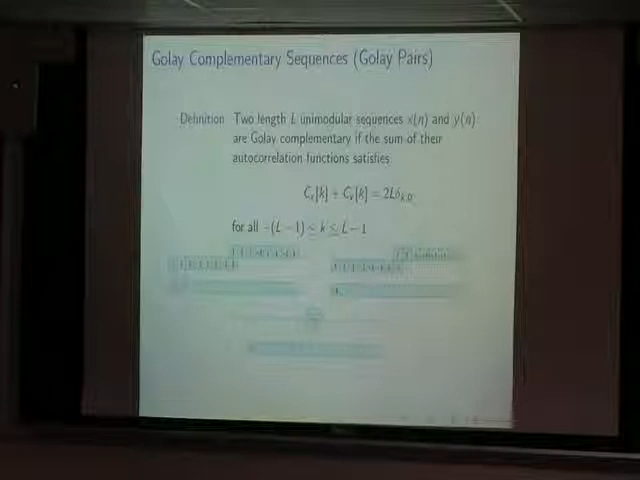 Golay Complementary Sequences (Golay Pairs)
Definition Two length L unimodular sequences x(n) and y(n)
are Golay complementary if the sum of their
autocorrelation functions satisfies
Cₓ[k] + Cᵧ[k] = 2Lδₖ,₀
for all −(L − 1) ≤ k ≤ L − 1